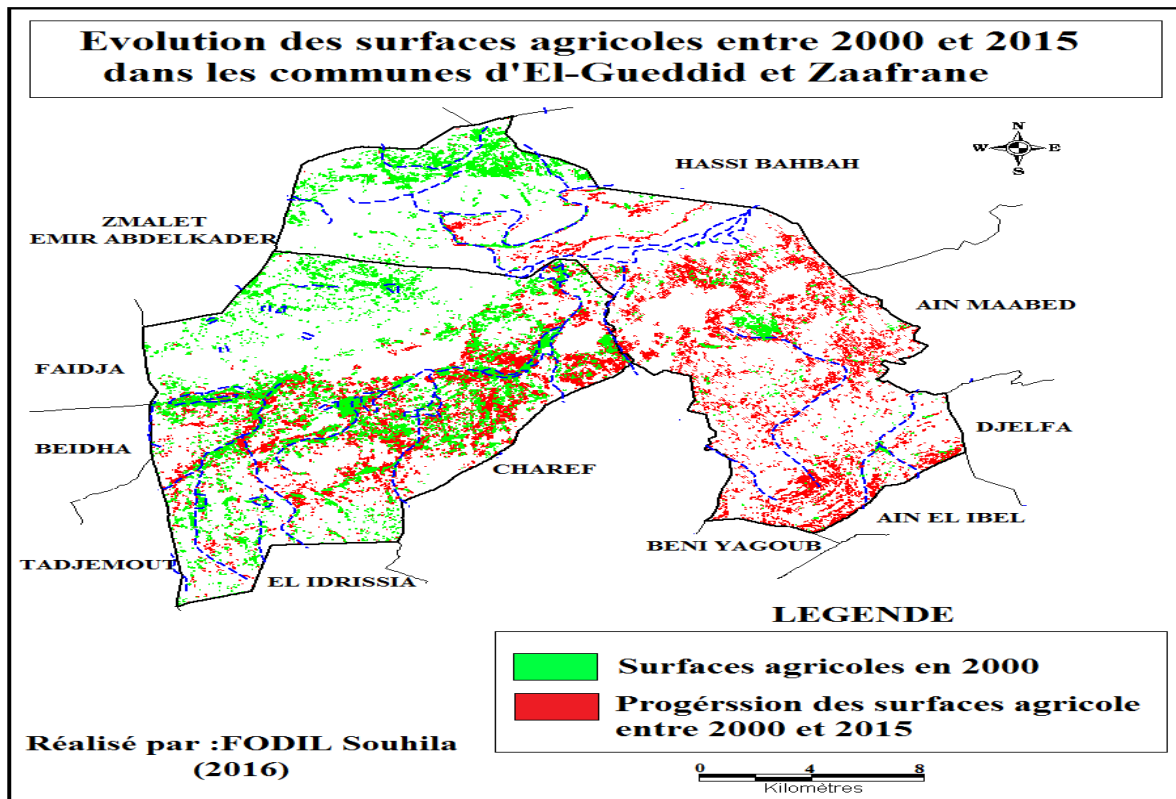 Evolution des surfaces agricoles entre 2000 et 2015
dans les communes d'El-Gueddid et Zaafrane
N
W E
S
HASSI BAHBAH
ZMALET
EMIR ABDELKADER
AIN MAABED
FAIDJA
BEIDHA
DJELFA
CHAREF
AIN EL IBEL
BENI YAGOUB
TADJEMOUT
EL IDRISSIA
LEGENDE
Surfaces agricoles en 2000
Progérssion des surfaces agricole
entre 2000 et 2015
Réalisé par :FODIL Souhila
(2016)
0 4 8
Kilomètres